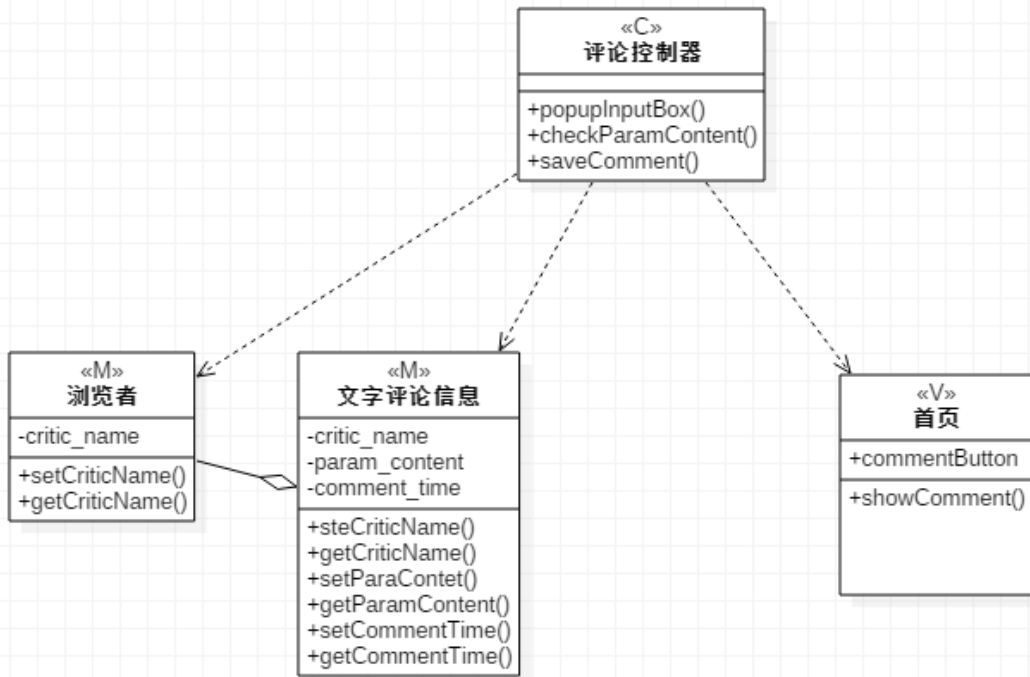 «C»
评论控制器
+popupInputBox()
+checkParamContent()
+saveComment()
«M»
浏览者
-critic_name
+setCriticName()
+getCriticName()
«M»
文字评论信息
-critic_name
-param_content
-comment_time
+steCriticName()
+getCriticName()
+setParaContet()
+getParamContent()
+setCommentTime()
+getCommentTime()
«V»
首页
+commentButton
+showComment()